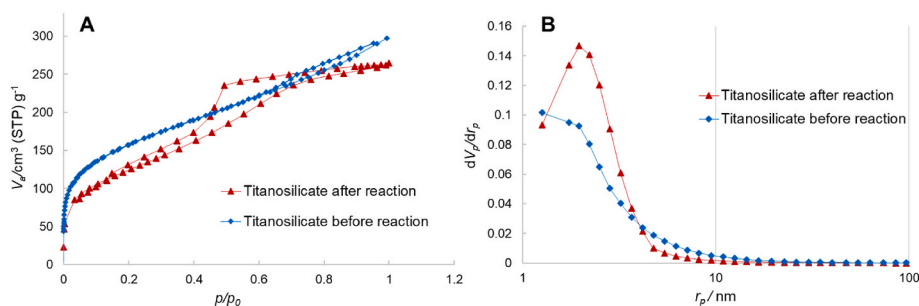 A
Vₐ/cm³ (STP) g⁻¹
300
250
200
150
100
50
0
0
0.2
0.4
0.6
0.8
1
1.2
p/p₀
Titanosilicate after reaction
Titanosilicate before reaction
B
dVₚ/drₚ
0.16
0.14
0.12
0.1
0.08
0.06
0.04
0.02
0
1
10
100
rₚ / nm
Titanosilicate after reaction
Titanosilicate before reaction